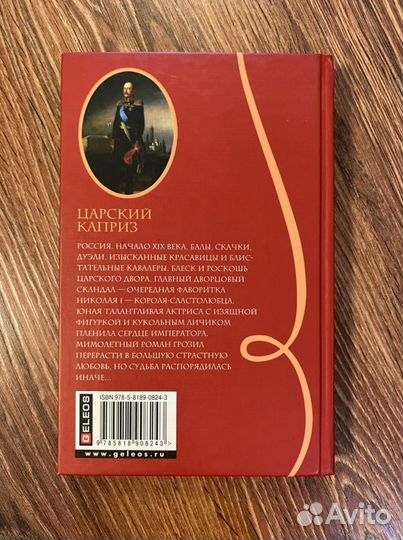 ЦАРСКИЙ
КАПРИЗ
РОССИЯ. НАЧАЛО XIX ВЕКА. БАЛЫ, СКАЧКИ,
ДУЭЛИ. ИЗЫСКАННЫЕ КРАСАВИЦЫ И БЛИС-
ТАТЕЛЬНЫЕ КАВАЛЕРЫ. БЛЕСК И РОСКОШЬ
ЦАРСКОГО ДВОРА. ГЛАВНЫЙ ДВОРЦОВЫЙ
СКАНДАЛ — ОЧЕРЕДНАЯ ФАВОРИТКА
НИКОЛАЯ I — КОРОЛЯ-СЛАСТОЛЮБЦА.
ЮНАЯ ТАЛАНТЛИВАЯ АКТРИСА С ИЗЯЩНОЙ
ФИГУРКОЙ И КУКОЛЬНЫМ ЛИЧИКОМ
ПЛЕНИЛА СЕРДЦЕ ИМПЕРАТОРА.
МИМОЛЕТНЫЙ РОМАН ГРОЗИЛ
ПЕРЕРАСТИ В БОЛЬШУЮ СТРАСТНУЮ
ЛЮБОВЬ, НО СУДЬБА РАСПОРЯДИЛАСЬ
ИНАЧЕ...
GELEOS
ISBN 978-5-8189-0824-3
9 785818 908243 >
www.geleos.ru
Avito